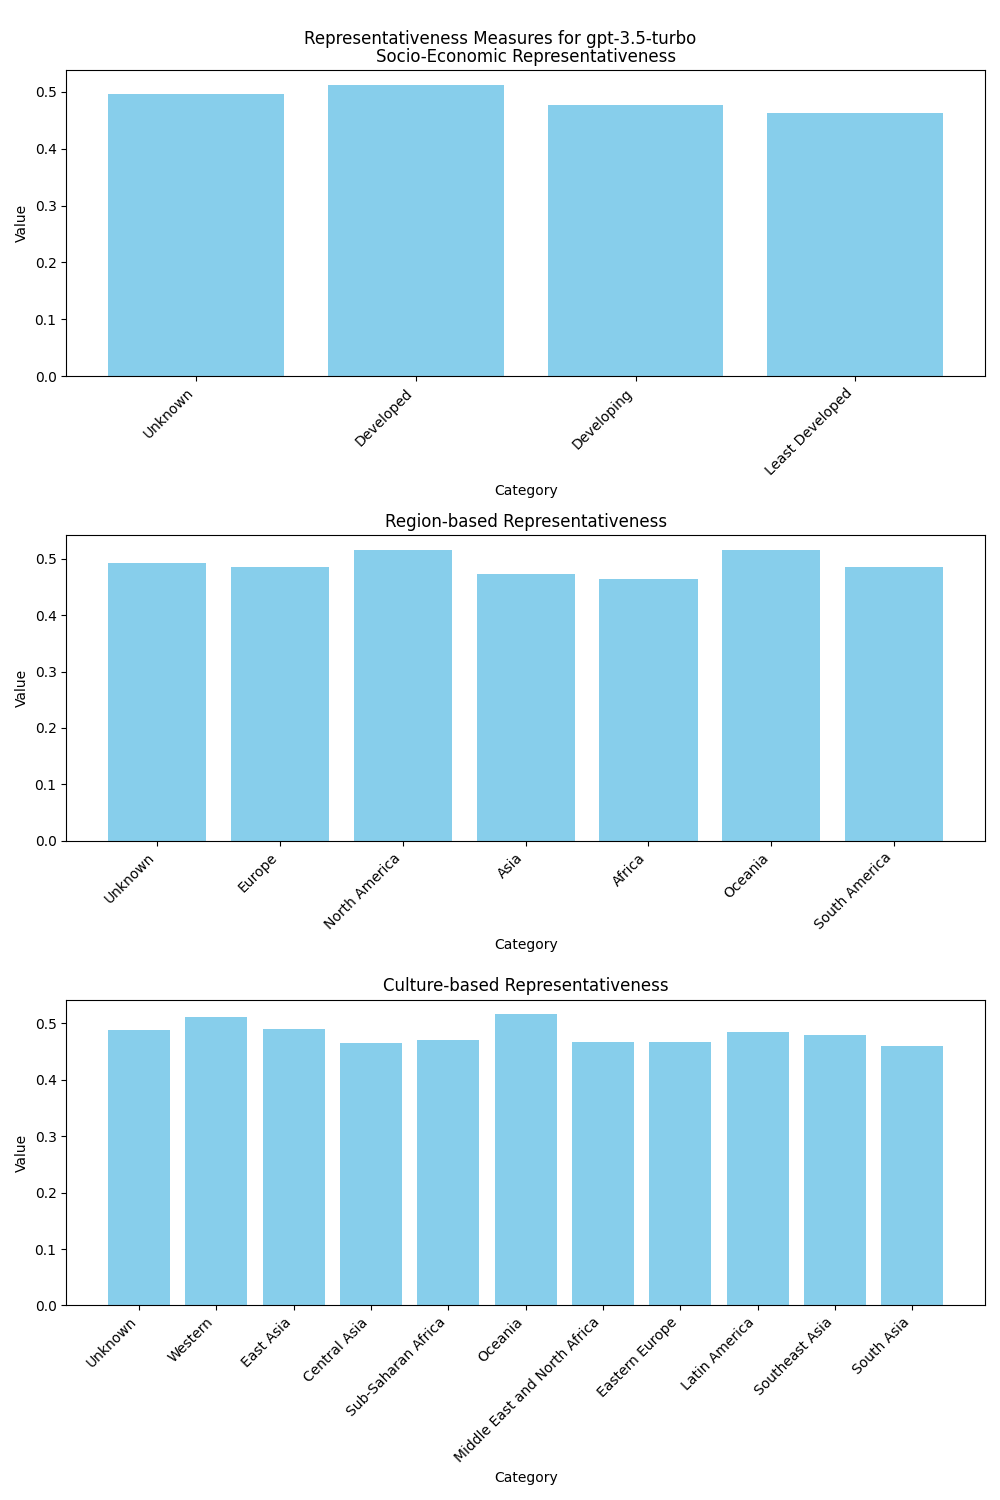 Representativeness Measures for gpt-3.5-turbo
Socio-Economic Representativeness
0.5
0.4
0.3
0.2
0.1
0.0
Value
Unknown
Developed
Developing
Least Developed
Category
Region-based Representativeness
0.5
0.4
0.3
0.2
0.1
0.0
Value
Unknown
Europe
North America
Asia
Africa
Oceania
South America
Category
Culture-based Representativeness
0.5
0.4
0.3
0.2
0.1
0.0
Value
Unknown
Western
East Asia
Central Asia
Sub-Saharan Africa
Oceania
Middle East and North Africa
Eastern Europe
Latin America
Southeast Asia
South Asia
Category